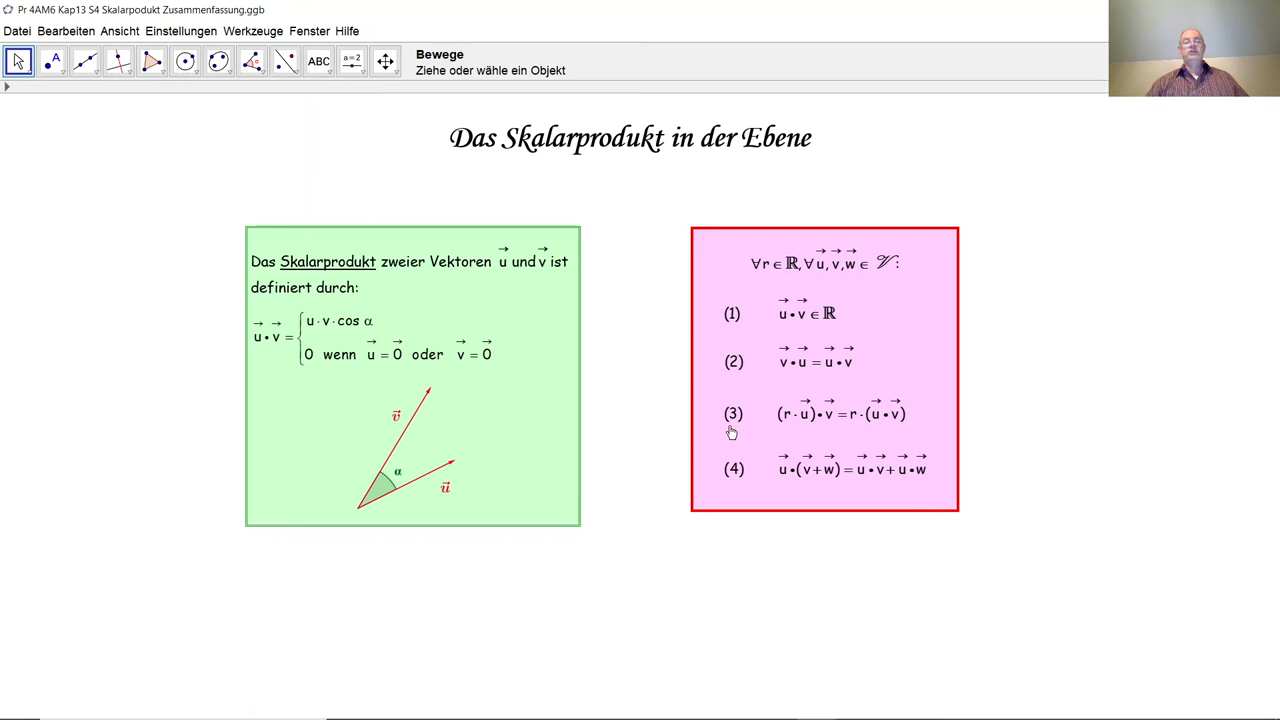 Pr 4AM6 Kap13 S4 Skalarpodukt Zusammenfassung.ggb
Datei Bearbeiten Ansicht Einstellungen Werkzeuge Fenster Hilfe
A ABC a=2
Bewege
Ziehe oder wähle ein Objekt
Das Skalarprodukt in der Ebene
Das Skalarprodukt zweier Vektoren u⃗ und v⃗ ist
definiert durch:
u · v · cos α
u⃗ • v⃗ = {
0 wenn u⃗ = 0⃗ oder v⃗ = 0⃗
v⃗
α
u⃗
∀ r ∈ ℝ, ∀ u⃗, v⃗, w⃗ ∈ 𝒱 :
(1) u⃗ • v⃗ ∈ ℝ
(2) v⃗ • u⃗ = u⃗ • v⃗
(3) (r · u⃗) • v⃗ = r · (u⃗ • v⃗)
(4) u⃗ • (v⃗ + w⃗) = u⃗ • v⃗ + u⃗ • w⃗